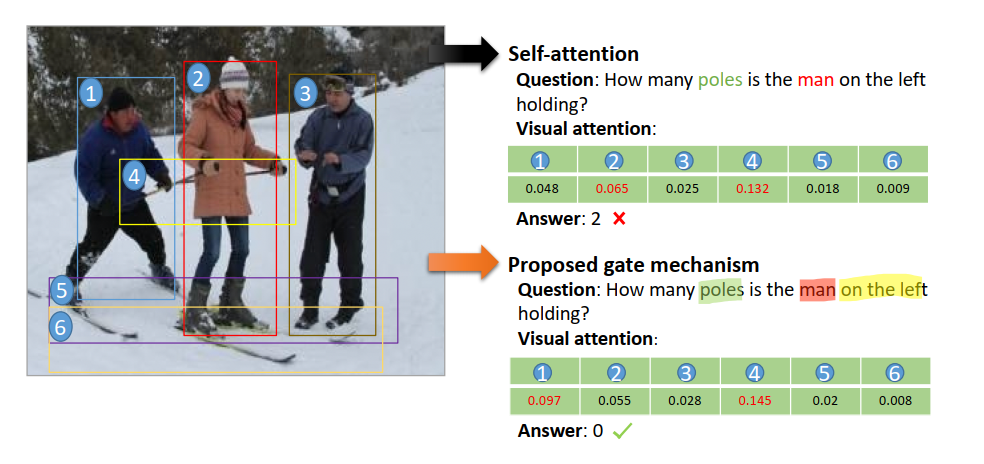 1
2
3
4
5
6
Self-attention
Question: How many poles is the man on the left
holding?
Visual attention:
1 2 3 4 5 6
0.048 0.065 0.025 0.132 0.018 0.009
Answer: 2 ✗
Proposed gate mechanism
Question: How many poles is the man on the left
holding?
Visual attention:
1 2 3 4 5 6
0.097 0.055 0.028 0.145 0.02 0.008
Answer: 0 ✓